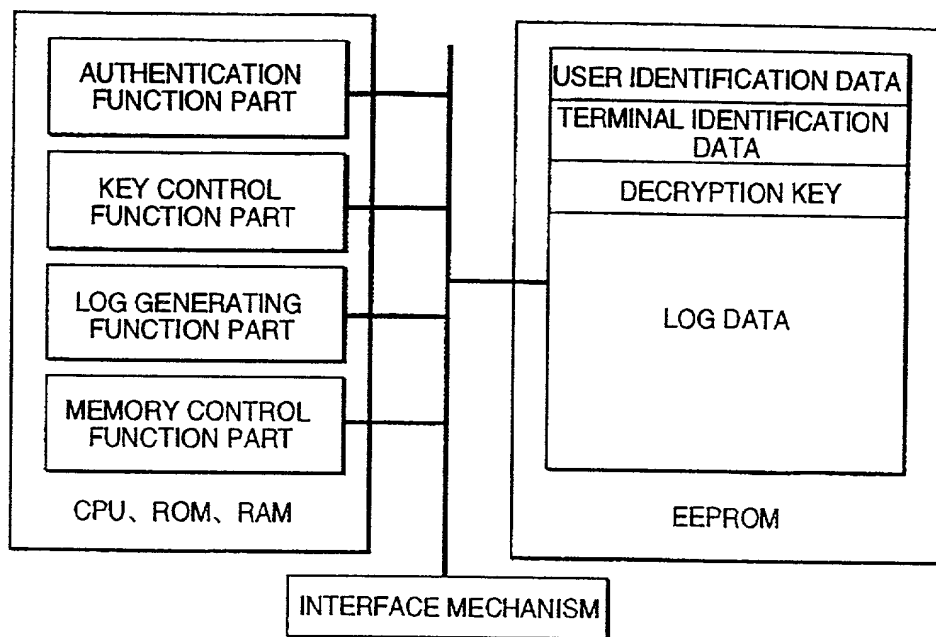 AUTHENTICATION
FUNCTION PART
KEY CONTROL
FUNCTION PART
LOG GENERATING
FUNCTION PART
MEMORY CONTROL
FUNCTION PART
CPU、ROM、RAM
USER IDENTIFICATION DATA
TERMINAL IDENTIFICATION
DATA
DECRYPTION KEY
LOG DATA
EEPROM
INTERFACE MECHANISM